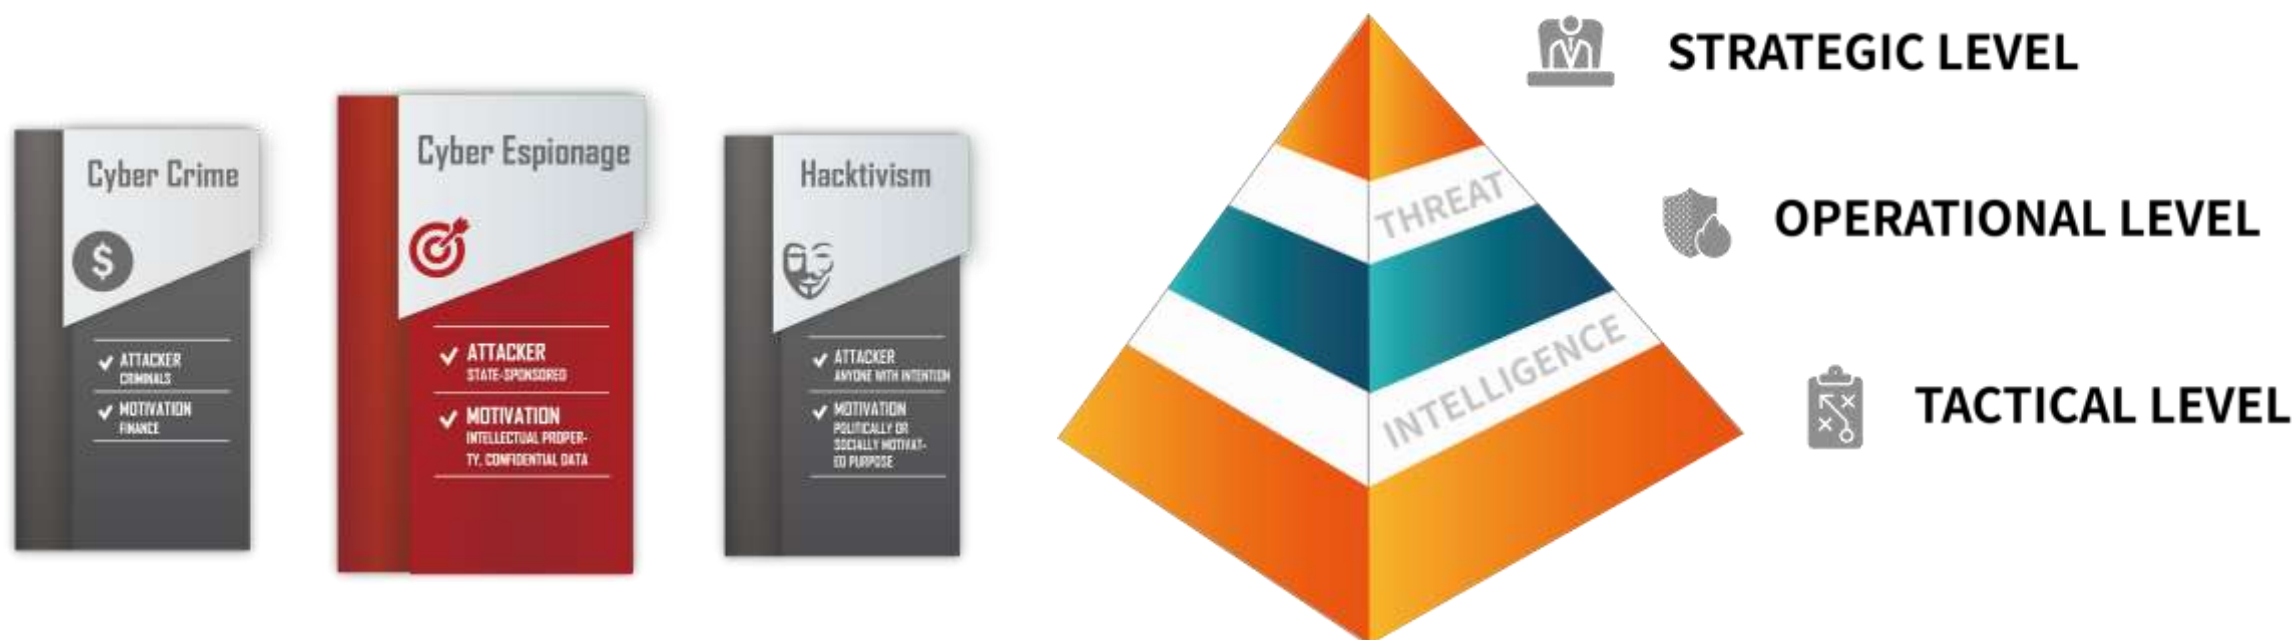 Cyber Crime
$
ATTACKER
CRIMINALS
MOTIVATION
FINANCE
Cyber Espionage
ATTACKER
STATE-SPONSORED
MOTIVATION
INTELLECTUAL PROPER-
TY, CONFIDENTIAL DATA
Hacktivism
ATTACKER
ANYONE WITH INTENTION
MOTIVATION
POLITICALLY OR
SOCIALLY MOTIVAT-
ED PURPOSE
THREAT
INTELLIGENCE
STRATEGIC LEVEL
OPERATIONAL LEVEL
TACTICAL LEVEL